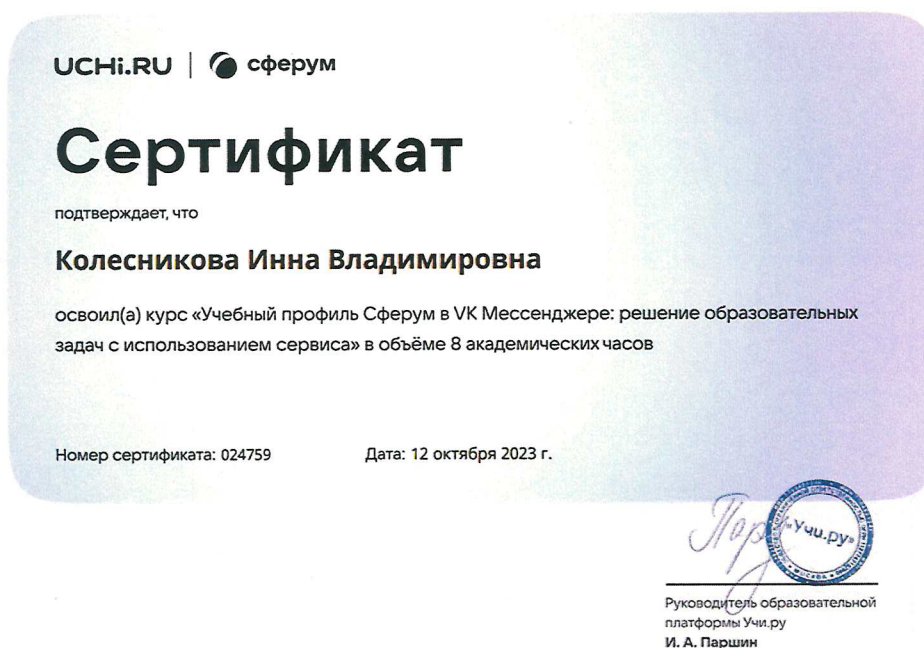 UCHi.RU | сферум
Сертификат
подтверждает, что
Колесникова Инна Владимировна
освоил(а) курс «Учебный профиль Сферум в VK Мессенджере: решение образовательных
задач с использованием сервиса» в объёме 8 академических часов
Номер сертификата: 024759 Дата: 12 октября 2023 г.
«Учи.ру»
МОСКВА
Руководитель образовательной
платформы Учи.ру
И. А. Паршин